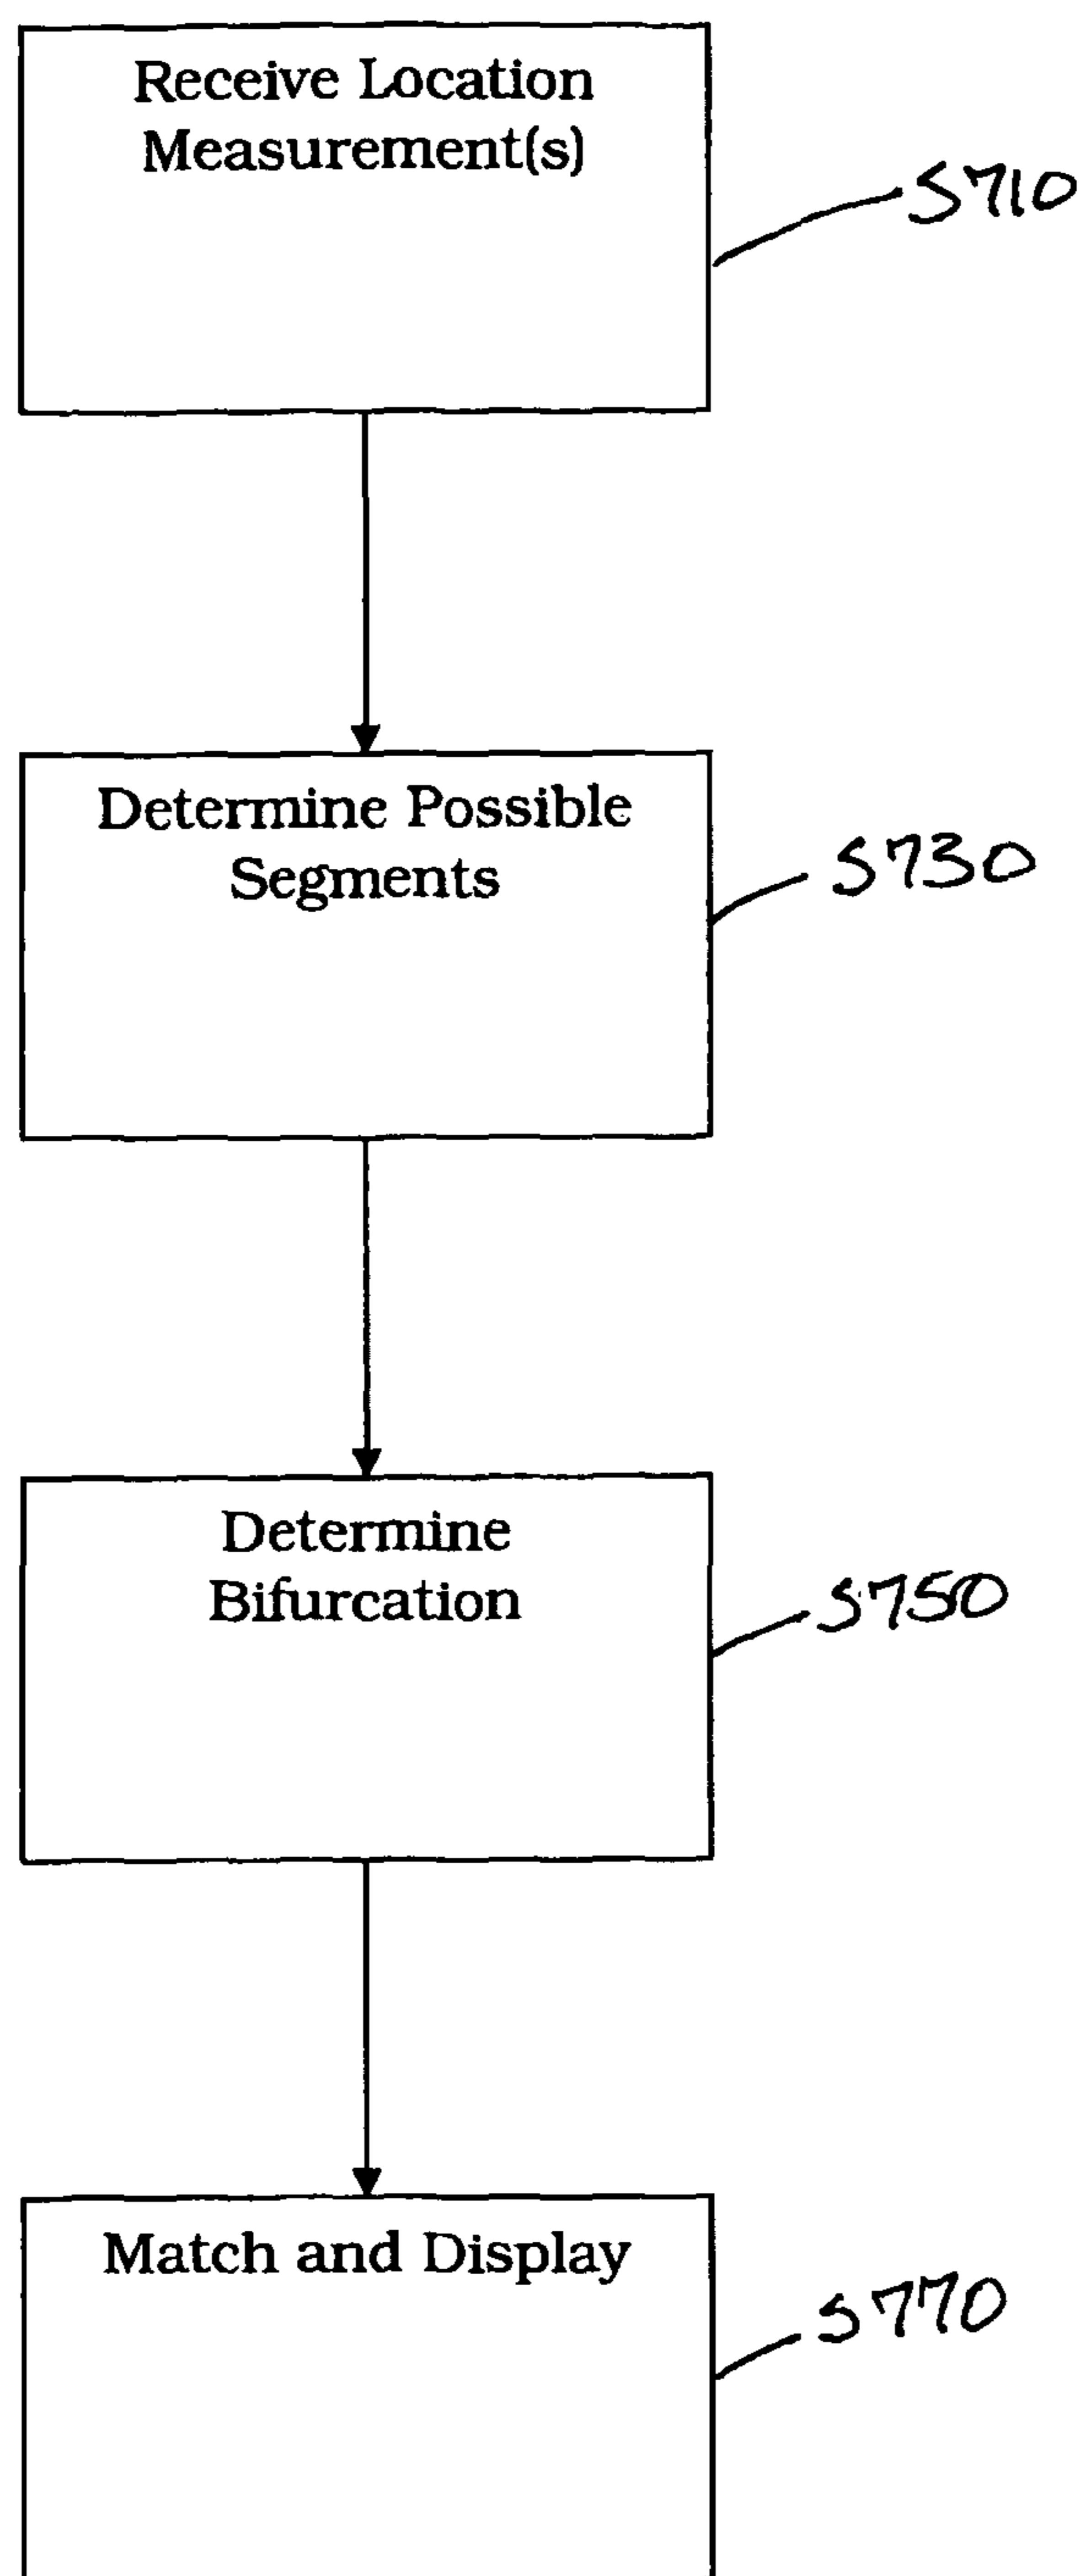 Receive Location
Measurement(s)
S710
Determine Possible
Segments
S730
Determine
Bifurcation
S750
Match and Display
S770